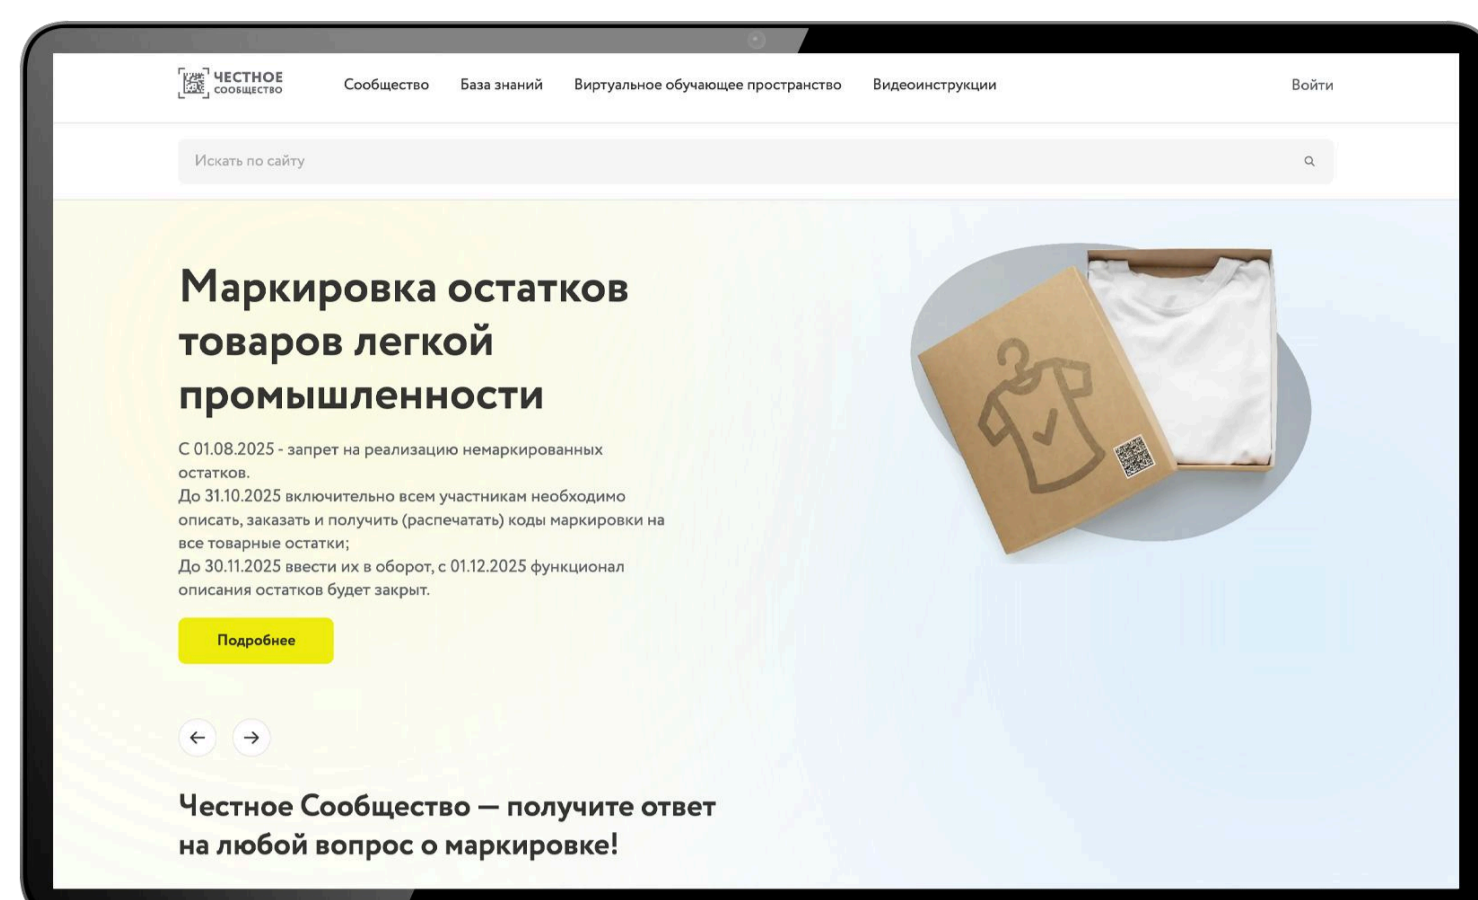 ЧЕСТНОЕ
СООБЩЕСТВО
Сообщество
База знаний
Виртуальное обучающее пространство
Видеоинструкции
Войти
Искать по сайту
Маркировка остатков
товаров легкой
промышленности
С 01.08.2025 - запрет на реализацию немаркированных
остатков.
До 31.10.2025 включительно всем участникам необходимо
описать, заказать и получить (распечатать) коды маркировки на
все товарные остатки;
До 30.11.2025 ввести их в оборот, с 01.12.2025 функционал
описания остатков будет закрыт.
Подробнее
Честное Сообщество — получите ответ
на любой вопрос о маркировке!